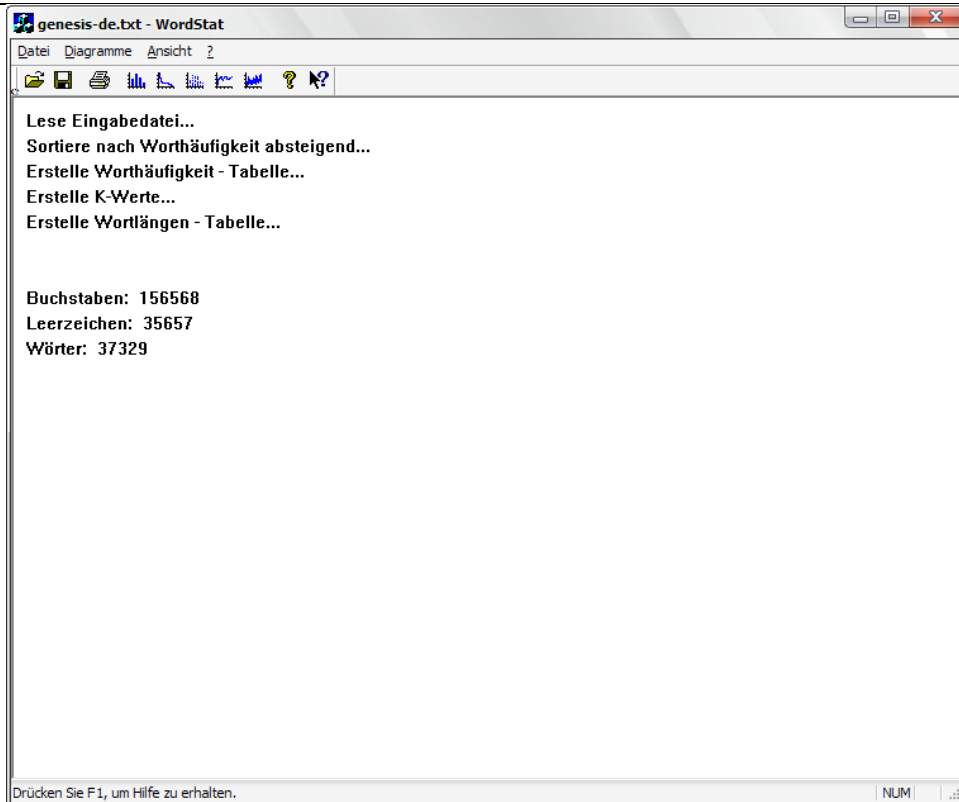 genesis-de.txt - WordStat
Datei Diagramme Ansicht ?
Lese Eingabedatei...
Sortiere nach Worthäufigkeit absteigend...
Erstelle Worthäufigkeit - Tabelle...
Erstelle K-Werte...
Erstelle Wortlängen - Tabelle...
Buchstaben: 156568
Leerzeichen: 35657
Wörter: 37329
Drücken Sie F1, um Hilfe zu erhalten. NUM